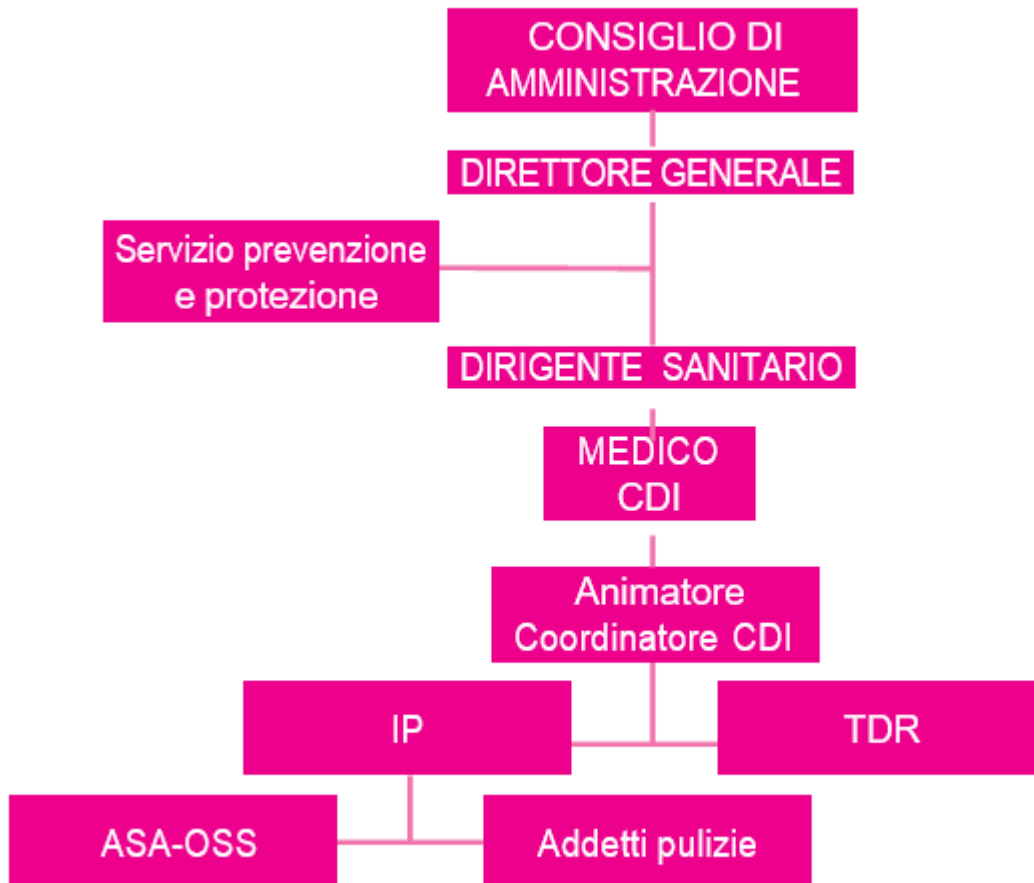 CONSIGLIO DI
AMMINISTRAZIONE
DIRETTORE GENERALE
Servizio prevenzione
e protezione
DIRIGENTE SANITARIO
MEDICO
CDI
Animatore
Coordinatore CDI
IP
TDR
ASA-OSS
Addetti pulizie